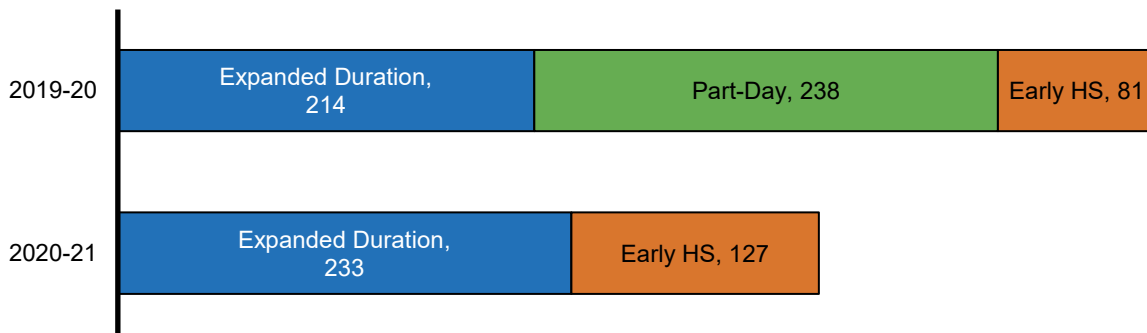 2019-20
Expanded Duration,
214
Part-Day, 238
Early HS, 81
2020-21
Expanded Duration,
233
Early HS, 127